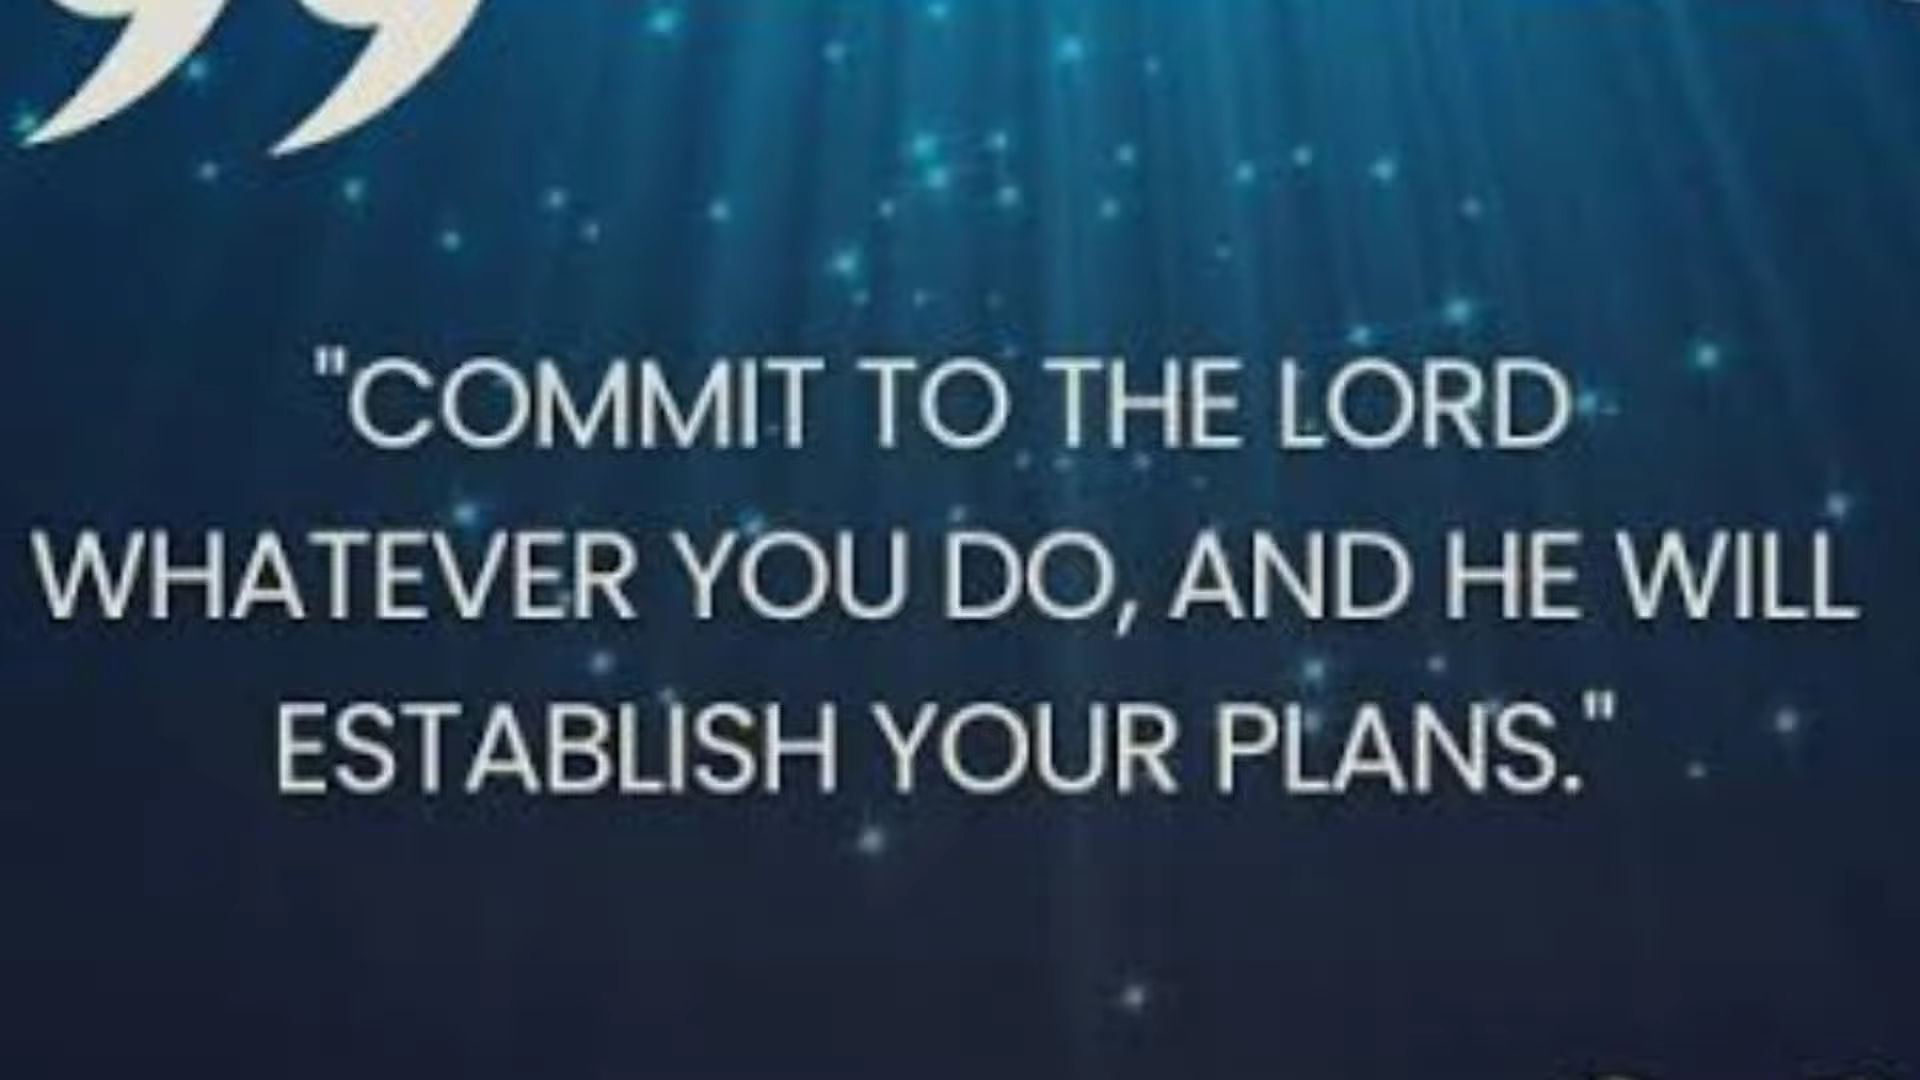 "COMMIT TO THE LORD
WHATEVER YOU DO, AND HE WILL
ESTABLISH YOUR PLANS."